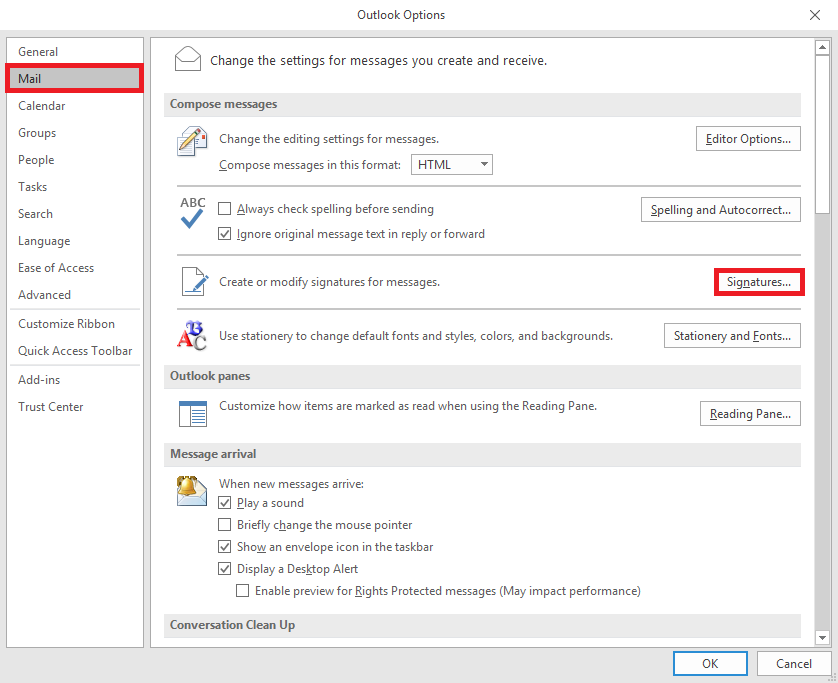 Outlook Options
General
Mail
Calendar
Groups
People
Tasks
Search
Language
Ease of Access
Advanced
Customize Ribbon
Quick Access Toolbar
Add-ins
Trust Center
Change the settings for messages you create and receive.
Compose messages
Change the editing settings for messages.
Editor Options...
Compose messages in this format: HTML
ABC
Always check spelling before sending
Spelling and Autocorrect...
Ignore original message text in reply or forward
Create or modify signatures for messages.
Signatures...
Use stationery to change default fonts and styles, colors, and backgrounds.
Stationery and Fonts...
Outlook panes
Customize how items are marked as read when using the Reading Pane.
Reading Pane...
Message arrival
When new messages arrive:
Play a sound
Briefly change the mouse pointer
Show an envelope icon in the taskbar
Display a Desktop Alert
Enable preview for Rights Protected messages (May impact performance)
Conversation Clean Up
OK
Cancel